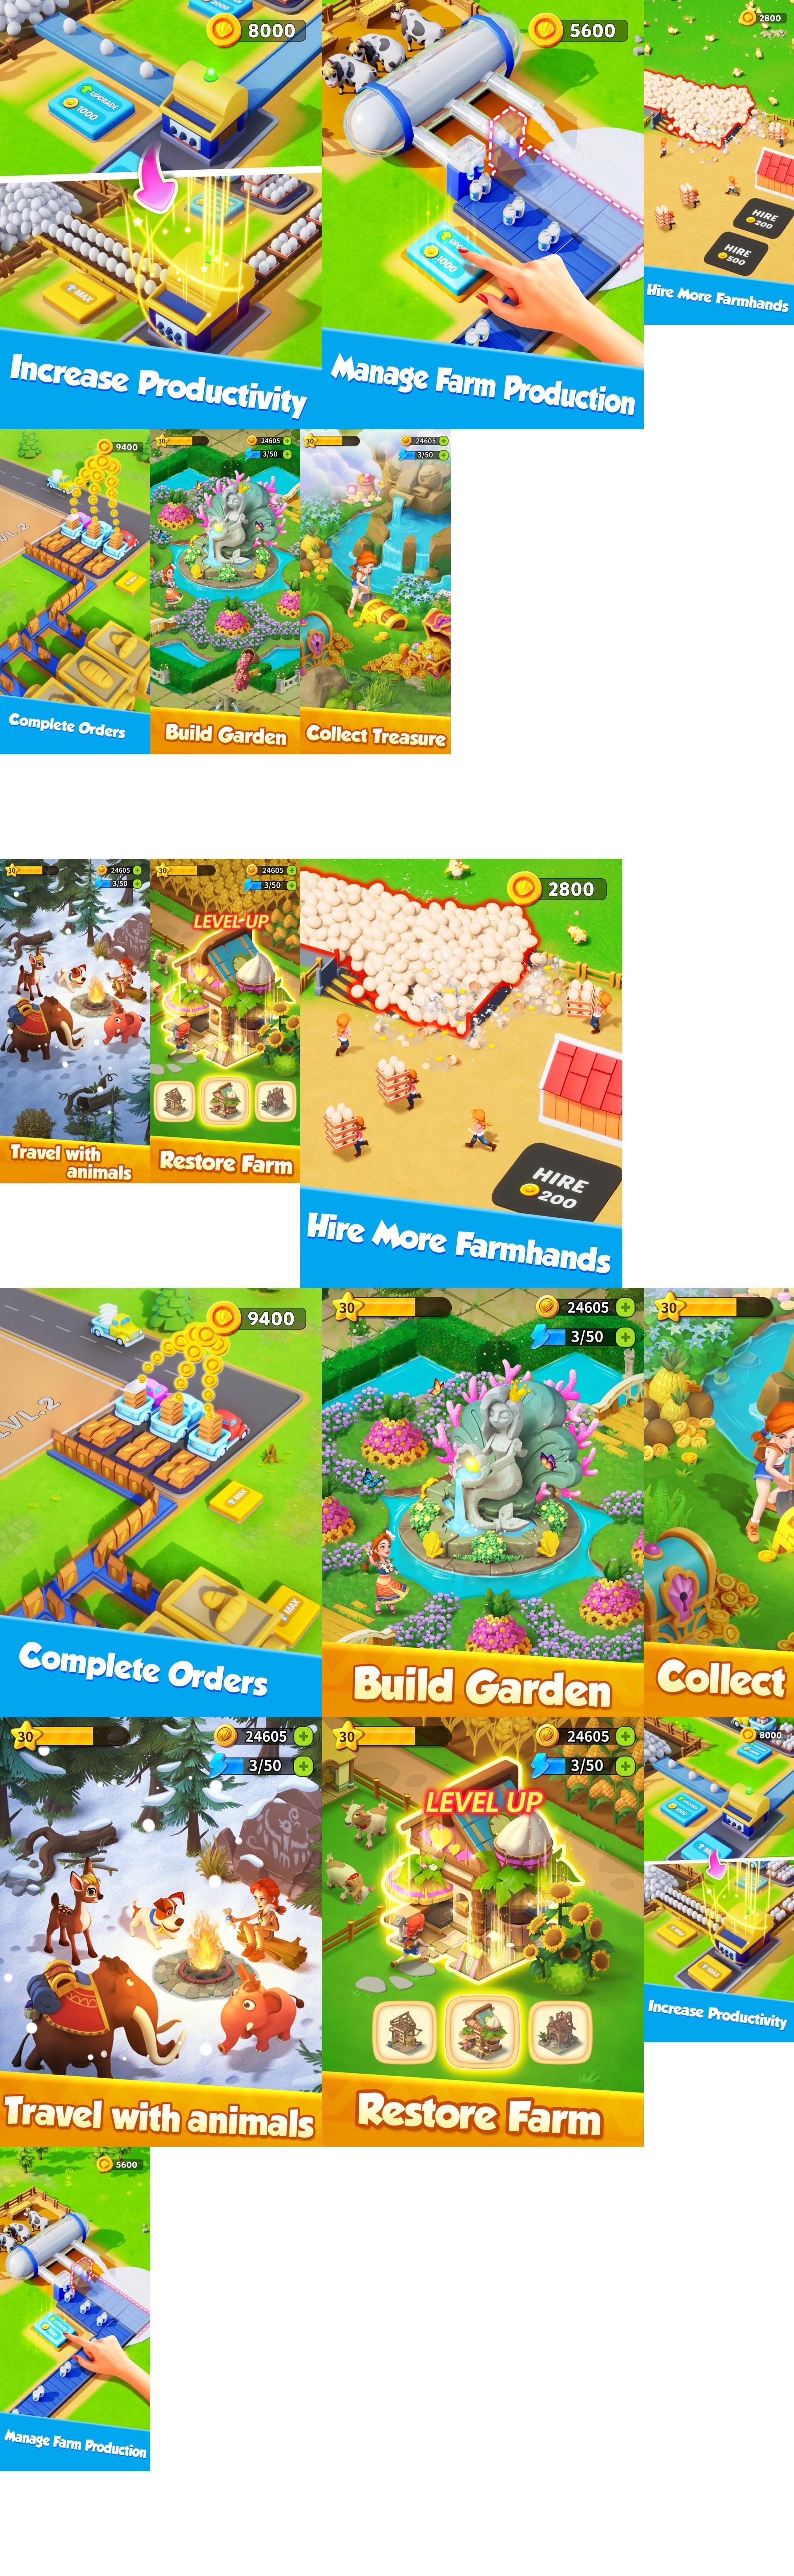 8000
UPGRADE
1000
MAX
Increase Productivity
5600
1000
Manage Farm Production
2800
HIRE
200
HIRE
500
Hire More Farmhands
9400
LVL.2
Complete Orders
30
24605
3/50
Build Garden
30
24605
3/50
Collect Treasure
30
24605
3/50
Travel with
animals
30
24605
3/50
LEVEL UP
Restore Farm
2800
HIRE
200
Hire More Farmhands
9400
LVL.2
MAX
MAX
Complete Orders
30
24605
3/50
Build Garden
30
Collect
30
24605
3/50
Travel with animals
30
24605
3/50
LEVEL UP
Restore Farm
8000
1000
MAX
MAX
Increase Productivity
5600
Manage Farm Production